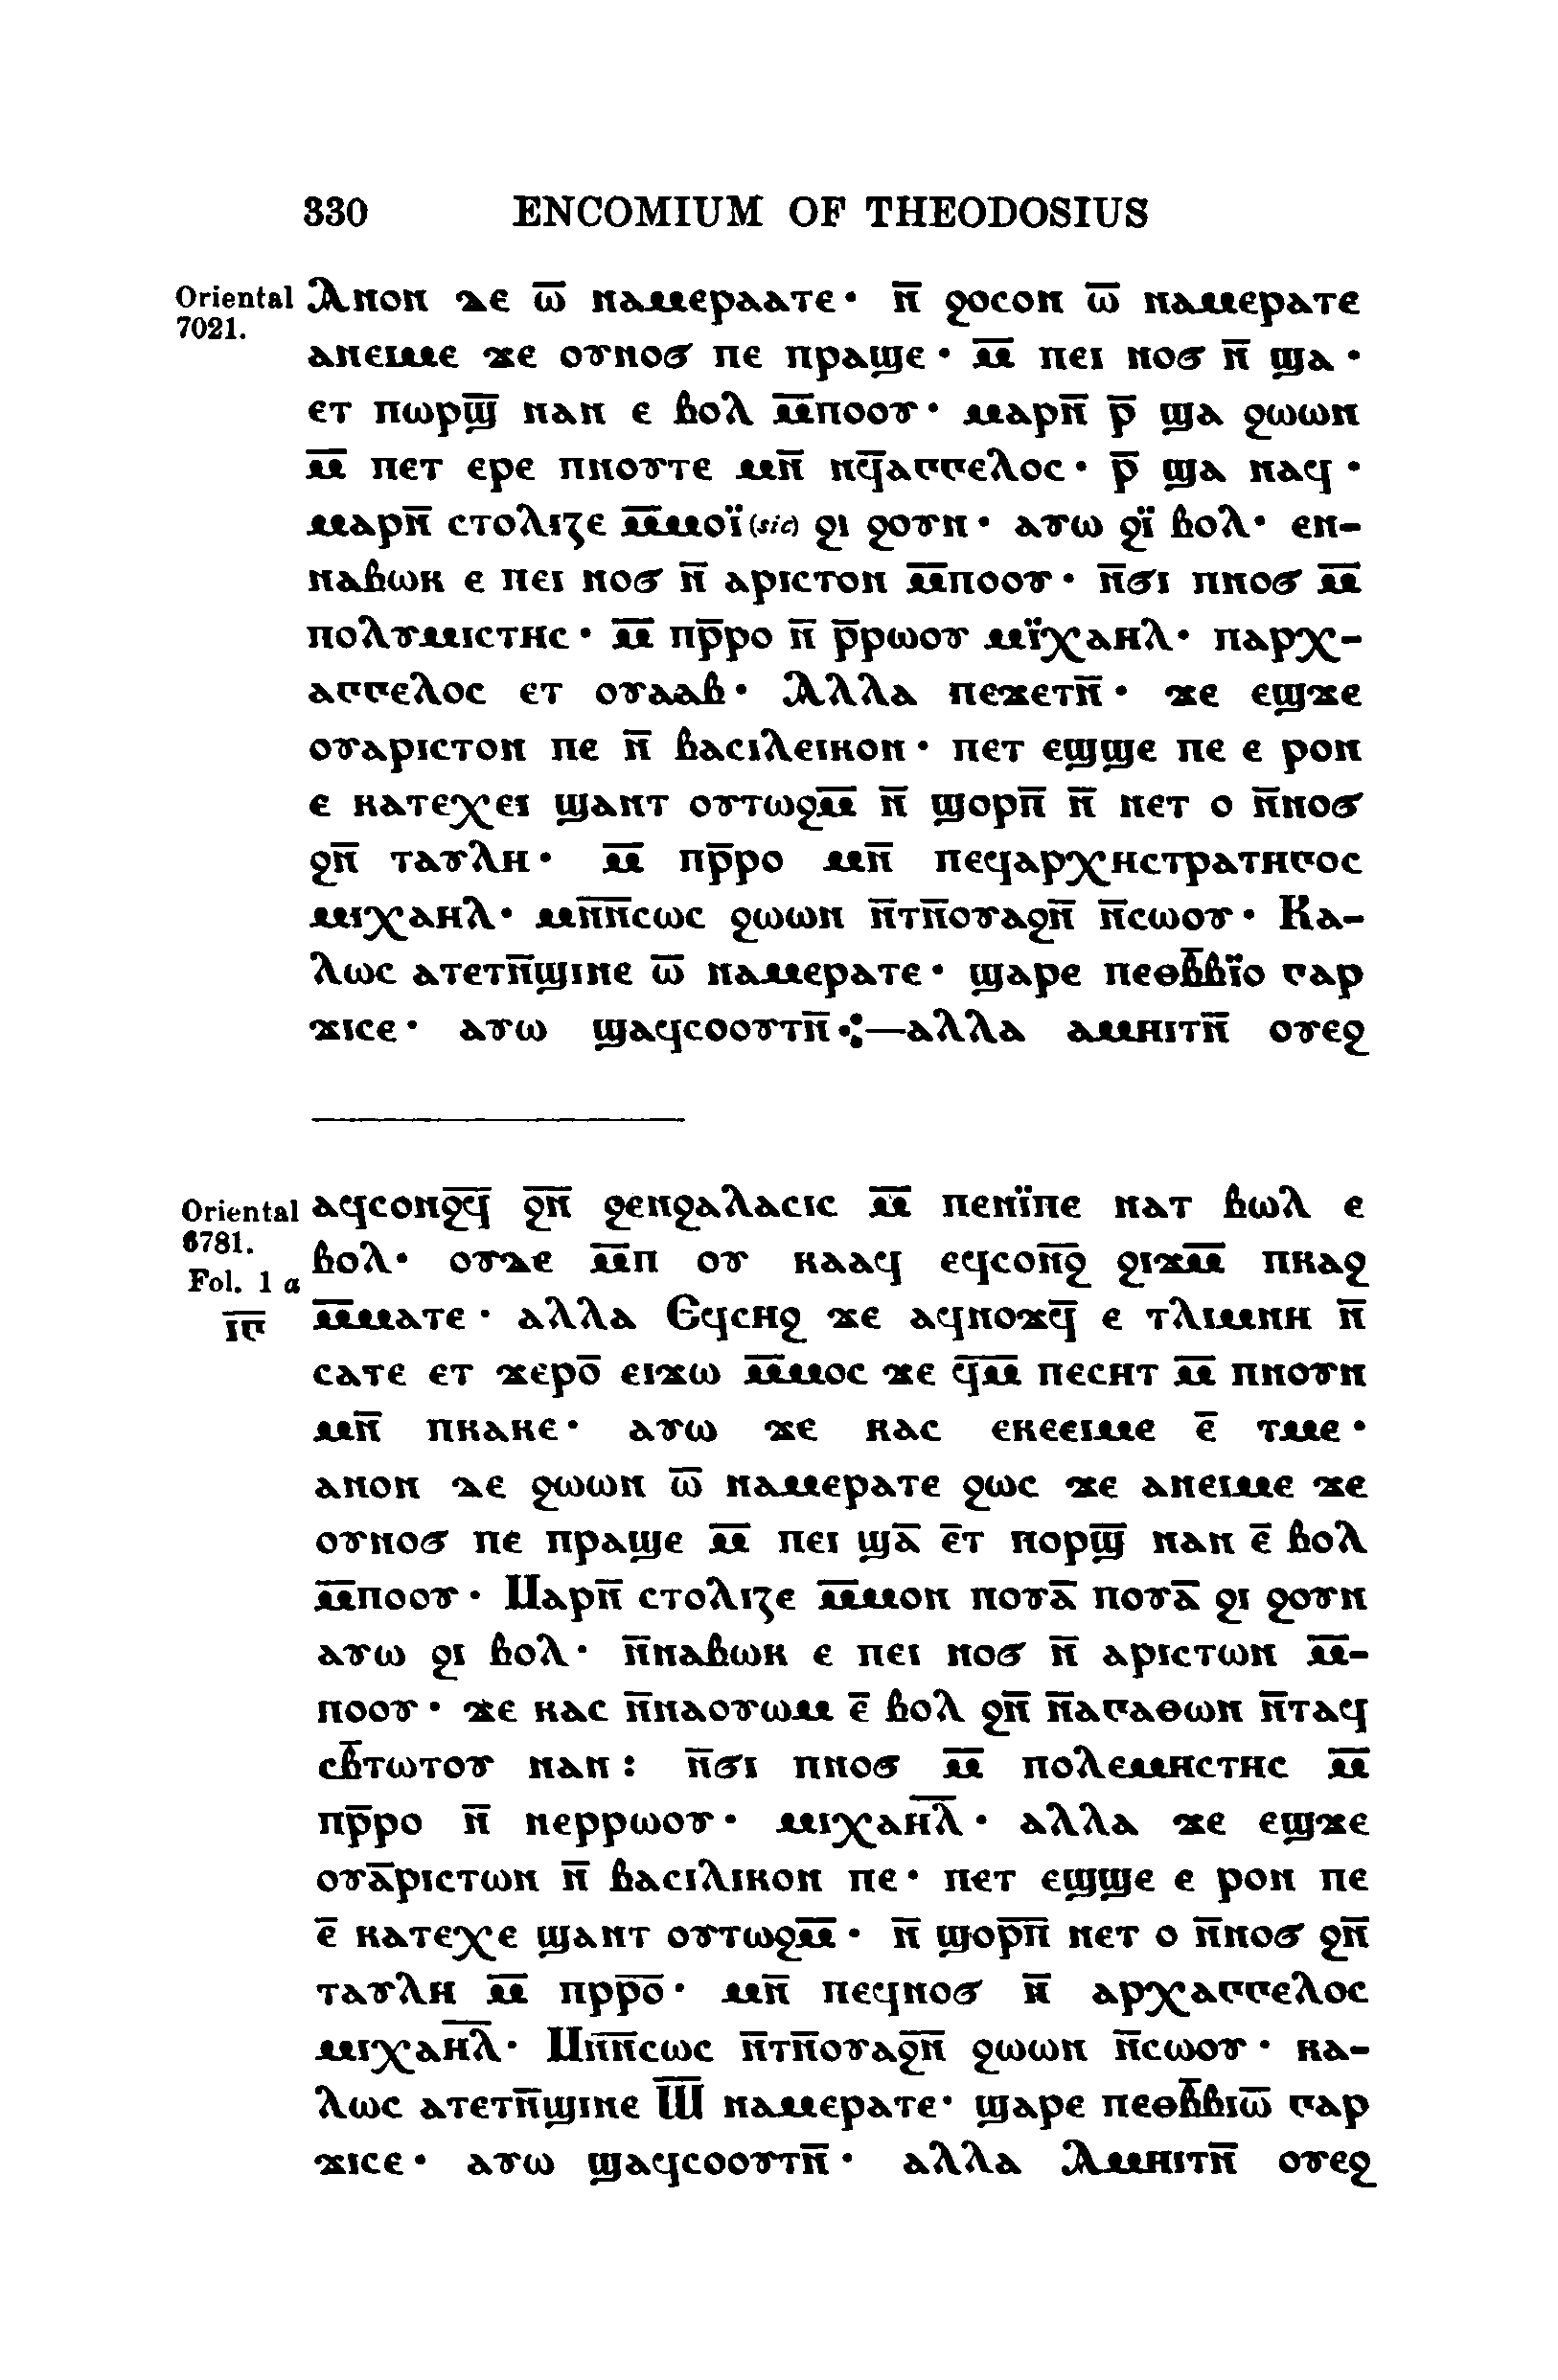 330 ENCOMIUM OF THEODOSIUS
Oriental Ⲁⲛⲟⲛ ⲇⲉ ⲱ̅ ⲛⲁⲙⲉⲣⲁⲁⲧⲉ· ⲛ̅ ϩⲟⲥⲟⲛ ⲱ̅ ⲛⲁⲙⲉⲣⲁⲧⲉ
7021.
ⲁⲛⲉⲓⲙⲉ ϫⲉ ⲟⲩⲛⲟϭ ⲡⲉ ⲡⲣⲁϣⲉ· ⲙ̅ ⲡⲉⲓ ⲛⲟϭ ⲛ̅ ϣⲁ·
ⲉⲧ ⲡⲱⲣϣ̅ ⲛⲁⲛ ⲉ ⲃⲟⲗ ⲙ̅ⲡⲟⲟⲩ· ⲙⲁⲣⲛ̅ ⲣ̅ ϣⲁ ϩⲱⲱⲛ
ⲙ̅ ⲡⲉⲧ ⲉⲣⲉ ⲡⲛⲟⲩⲧⲉ ⲙⲛ̅ ⲛϥ̅ⲁⲅⲅⲉⲗⲟⲥ· ⲣ̅ ϣⲁ ⲛⲁϥ·
ⲙⲁⲣⲛ̅ ⲥⲧⲟⲗⲓⲍⲉ ⲙ̅ⲙⲟⲓ̈ (sic) ϩⲓ ϩⲟⲩⲛ· ⲁⲩⲱ ϩⲓ̈ ⲃⲟⲗ· ⲉⲛ-
ⲛⲁⲃⲱⲕ ⲉ ⲡⲉⲓ ⲛⲟϭ ⲛ̅ ⲁⲣⲓⲥⲧⲟⲛ ⲙ̅ⲡⲟⲟⲩ· ⲛ̅ϭⲓ ⲡⲛⲟϭ ⲙ̅
ⲡⲟⲗⲩⲙⲓⲥⲧⲏⲥ· ⲙ̅ ⲡⲣ̅ⲣⲟ ⲛ̅ ⲣ̅ⲣⲱⲟⲩ ⲙⲓ̈ⲭⲁⲏⲗ· ⲡⲁⲣⲭ-
ⲁⲅⲅⲉⲗⲟⲥ ⲉⲧ ⲟⲩⲁⲁⲃ· Ⲁⲗⲗⲁ ⲡⲉϫⲉⲧⲛ̅· ϫⲉ ⲉϣϫⲉ
ⲟⲩⲁⲣⲓⲥⲧⲟⲛ ⲡⲉ ⲛ̅ ⲃⲁⲥⲓⲗⲉⲓⲕⲟⲛ· ⲡⲉⲧ ⲉϣϣⲉ ⲡⲉ ⲉ ⲣⲟⲛ
ⲉ ⲕⲁⲧⲉⲭⲉⲓ ϣⲁⲛⲧ ⲟⲩⲧⲱϩⲙ̅ ⲛ̅ ϣⲟⲣⲡ̅ ⲛ̅ ⲛⲉⲧ ⲟ ⲛ̅ⲛⲟϭ
ϩⲛ̅ ⲧⲁⲩⲗⲏ· ⲙ̅ ⲡⲣ̅ⲣⲟ ⲙⲛ̅ ⲡⲉϥⲁⲣⲭⲏⲥⲧⲣⲁⲧⲏⲅⲟⲥ
ⲙⲓⲭⲁⲏⲗ· ⲙⲛ̅ⲛ̅ⲥⲱⲥ ϩⲱⲱⲛ ⲛ̅ⲧⲛ̅ⲟⲩⲁϩⲛ̅ ⲛ̅ⲥⲱⲟⲩ· Ⲕⲁ-
ⲗⲱⲥ ⲁⲧⲉⲧⲛ̅ϣⲓⲛⲉ ⲱ̅ ⲛⲁⲙⲉⲣⲁⲧⲉ· ϣⲁⲣⲉ ⲡⲉⲑⲃ̅ⲃⲓ̈ⲟ ⲅⲁⲣ
ϫⲓⲥⲉ· ⲁⲩⲱ ϣⲁϥⲥⲟⲟⲩⲧⲛ̅⁘—ⲁⲗⲗⲁ ⲁⲙⲏⲓⲧⲛ̅ ⲟⲩⲉϩ
Oriental ⲁϥⲥⲟⲛϩϥ̅ ϩⲛ̅ ϩⲉⲛϩⲁⲗⲁⲥⲓⲥ ⲙ̅ ⲡⲉⲛⲓ̈ⲡⲉ ⲛⲁⲧ ⲃⲱⲗ ⲉ
6781.
ⲃⲟⲗ· ⲟⲩⲇⲉ ⲙ̅ⲡ ⲟⲩ ⲕⲁⲁϥ ⲉϥⲥⲟⲛ̅ϩ ϩⲓϫⲙ̅ ⲡⲕⲁϩ
Fol. 1 a
ⲓ̅ⲅ̅ ⲙ̅ⲙⲁⲧⲉ· ⲁⲗⲗⲁ Ⲉϥⲥⲏϩ ϫⲉ ⲁϥⲛⲟϫϥ̅ ⲉ ⲧⲗⲓⲙⲛⲏ ⲛ̅
ⲥⲁⲧⲉ ⲉⲧ ϫⲉⲣⲟ̅ ⲉⲓϫⲱ ⲙ̅ⲙⲟⲥ ϫⲉ ϥⲙ̅ ⲡⲉⲥⲏⲧ ⲙ̅ ⲡⲛⲟⲩⲛ
ⲙⲛ̅ ⲡⲕⲁⲕⲉ· ⲁⲩⲱ ϫⲉ ⲕⲁⲥ ⲉⲕⲉⲉⲓⲙⲉ ⲉ̅ ⲧⲙⲉ·
ⲁⲛⲟⲛ ⲇⲉ ϩⲱⲱⲛ ⲱ̅ ⲛⲁⲙⲉⲣⲁⲧⲉ ϩⲱⲥ ϫⲉ ⲁⲛⲉⲓⲙⲉ ϫⲉ
ⲟⲩⲛⲟϭ ⲡⲉ ⲡⲣⲁϣⲉ ⲙ̅ ⲡⲉⲓ ϣⲁ̅ ⲉ̅ⲧ ⲡⲟⲣϣ̅ ⲛⲁⲛ ⲉ̅ ⲃⲟⲗ
ⲙ̅ⲡⲟⲟⲩ· Ⲙⲁⲣⲛ̅ ⲥⲧⲟⲗⲓⲍⲉ ⲙ̅ⲙⲟⲛ ⲡⲟⲩⲁ̅ ⲡⲟⲩⲁ̅ ϩⲓ ϩⲟⲩⲛ
ⲁⲩⲱ ϩⲓ ⲃⲟⲗ· ⲛ̅ⲛⲁⲃⲱⲕ ⲉ ⲡⲉⲓ ⲛⲟϭ ⲛ̅ ⲁⲣⲓⲥⲧⲱⲛ ⲙ̅-
ⲡⲟⲟⲩ· ϫⲉ ⲕⲁⲥ ⲛ̅ⲛⲁⲟⲩⲱⲙ ⲉ̅ ⲃⲟⲗ ϩⲛ̅ ⲛ̅ⲁⲅⲁⲑⲱⲛ ⲛ̅ⲧⲁϥ
ⲥⲃ̅ⲧⲱⲧⲟⲩ ⲛⲁⲛ: ⲛ̅ϭⲓ ⲡⲛⲟϭ ⲙ̅ ⲡⲟⲗⲉⲙⲏⲥⲧⲏⲥ ⲙ̅
ⲡⲣ̅ⲣⲟ ⲛ̅ ⲛⲉⲣⲣⲱⲟⲩ· ⲙⲓⲭⲁⲏ̅ⲗ̅· ⲁⲗⲗⲁ ϫⲉ ⲉϣϫⲉ
ⲟⲩⲁ̅ⲣⲓⲥⲧⲱⲛ ⲛ̅ ⲃⲁⲥⲓⲗⲓⲕⲟⲛ ⲡⲉ· ⲡⲉⲧ ⲉϣϣⲉ ⲉ ⲣⲟⲛ ⲡⲉ
ⲉ̅ ⲕⲁⲧⲉⲭⲉ ϣⲁⲛⲧ ⲟⲩⲧⲱϩⲙ̅· ⲛ̅ ϣⲟⲣⲡ̅ ⲛⲉⲧ ⲟ ⲛ̅ⲛⲟϭ ϩⲛ̅
ⲧⲁⲩⲗⲏ ⲙ̅ ⲡⲣⲣⲟ̅· ⲙⲛ̅ ⲡⲉϥⲛⲟϭ ⲛ̅ ⲁⲣⲭⲁⲅⲅⲉⲗⲟⲥ
ⲙⲓⲭⲁⲏ̅ⲗ̅· Ⲙⲛ̅ⲛ̅ⲥⲱⲥ ⲛ̅ⲧⲛ̅ⲟⲩⲁϩⲛ̅ ϩⲱⲱⲛ ⲛ̅ⲥⲱⲟⲩ· ⲕⲁ-
ⲗⲱⲥ ⲁⲧⲉⲧⲛ̅ϣⲓⲛⲉ Ⲱ̅ ⲛⲁⲙⲉⲣⲁⲧⲉ· ϣⲁⲣⲉ ⲡⲉⲑⲃ̅ⲃⲓⲱ̅ ⲅⲁⲣ
ϫⲓⲥⲉ· ⲁⲩⲱ ϣⲁϥⲥⲟⲟⲩⲧⲛ̅· ⲁⲗⲗⲁ Ⲁⲙⲏⲓⲧⲛ̅ ⲟⲩⲉϩ